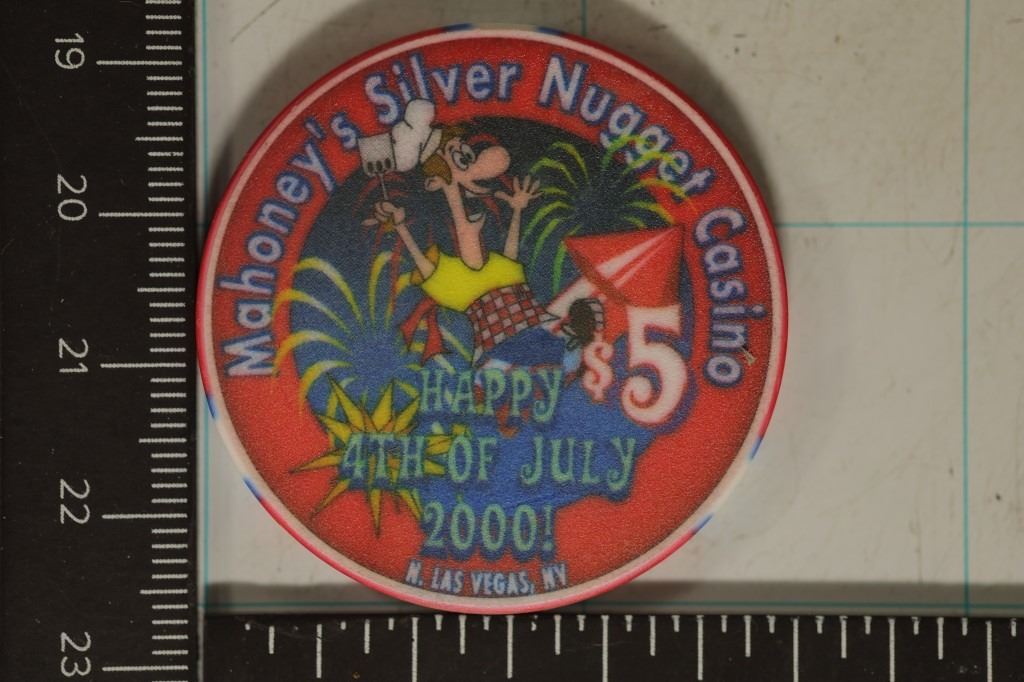 Mahoney's Silver Nugget Casino
$5
HAPPY
4TH OF JULY
2000!
N. LAS VEGAS, NV
19
20
21
22
23